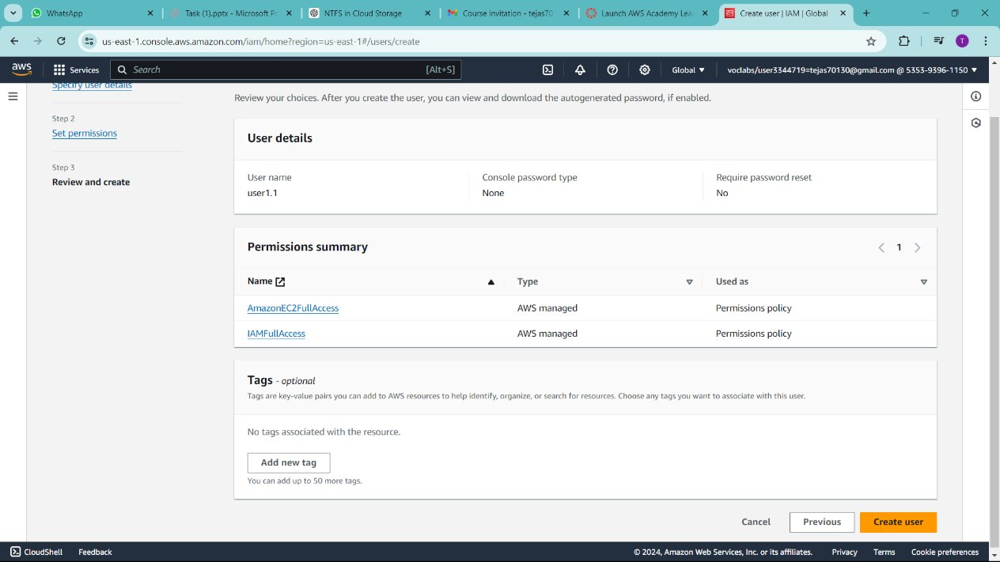 WhatsApp
Task (1).pptx - Microsoft Po
NTFS in Cloud Storage
Course Invitation - tejas70
Launch AWS Academy Lea
Create user | IAM | Global
us-east-1.console.aws.amazon.com/iam/home?region=us-east-1#/users/create
T
aws
Services
Search
[Alt+S]
Global
voclabs/user3344719=tejas70130@gmail.com @ 5353-9396-1150
Specify user details
Step 2
Set permissions
Step 3
Review and create
Review your choices. After you create the user, you can view and download the autogenerated password, if enabled.
User details
User name
user1.1
Console password type
None
Require password reset
No
Permissions summary
1
Name
Type
Used as
AmazonEC2FullAccess
AWS managed
Permissions policy
IAMFullAccess
AWS managed
Permissions policy
Tags - optional
Tags are key-value pairs you can add to AWS resources to help identify, organize, or search for resources. Choose any tags you want to associate with this user.
No tags associated with the resource.
Add new tag
You can add up to 50 more tags.
Cancel
Previous
Create user
CloudShell
Feedback
© 2024, Amazon Web Services, Inc. or its affiliates.
Privacy
Terms
Cookie preferences